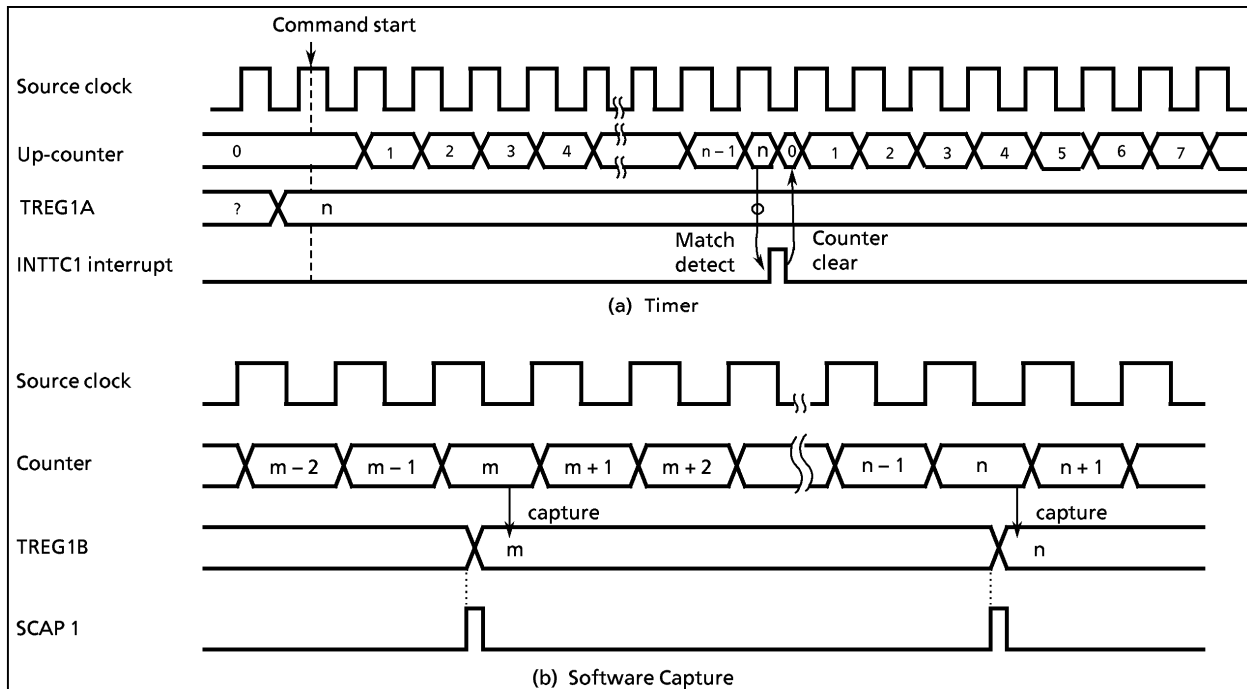 Command start
Source clock
Up-counter
0 1 2 3 4 n – 1 n 0 1 2 3 4 5 6 7
TREG1A
? n
Match
detect
Counter
clear
INTTC1 interrupt
(a) Timer
Source clock
Counter
m – 2 m – 1 m m + 1 m + 2 n – 1 n n + 1
capture capture
TREG1B
m n
SCAP 1
(b) Software Capture